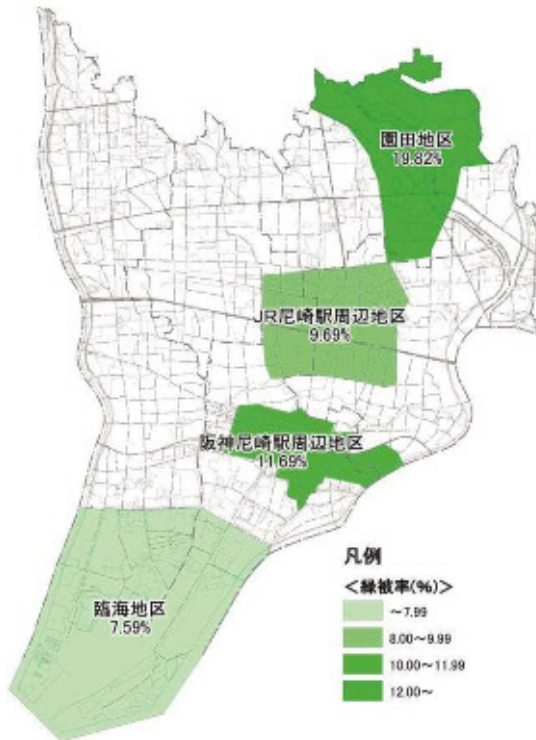 園田地区
19.82%
JR尼崎駅周辺地区
9.69%
阪神尼崎駅周辺地区
11.69%
臨海地区
7.59%
凡例
＜緑被率(%)＞
～7.99
8.00～9.99
10.00～11.99
12.00～